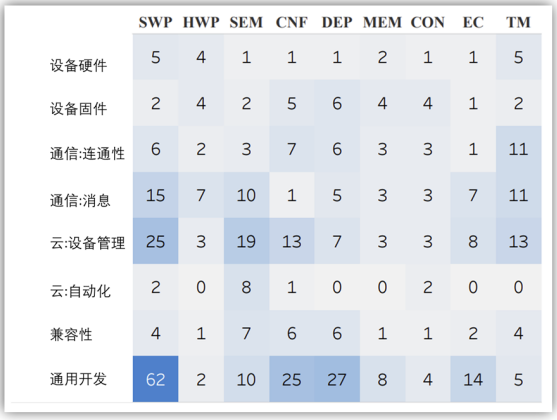 SWP HWP SEM CNF DEP MEM CON EC TM
设备硬件 5 4 1 1 1 2 1 1 5
设备固件 2 4 2 5 6 4 4 1 2
通信:连通性 6 2 3 7 6 3 3 1 11
通信:消息 15 7 10 1 5 3 3 7 11
云:设备管理 25 3 19 13 7 3 3 8 13
云:自动化 2 0 8 1 0 0 2 0 0
兼容性 4 1 7 6 6 1 1 2 4
通用开发 62 2 10 25 27 8 4 14 5